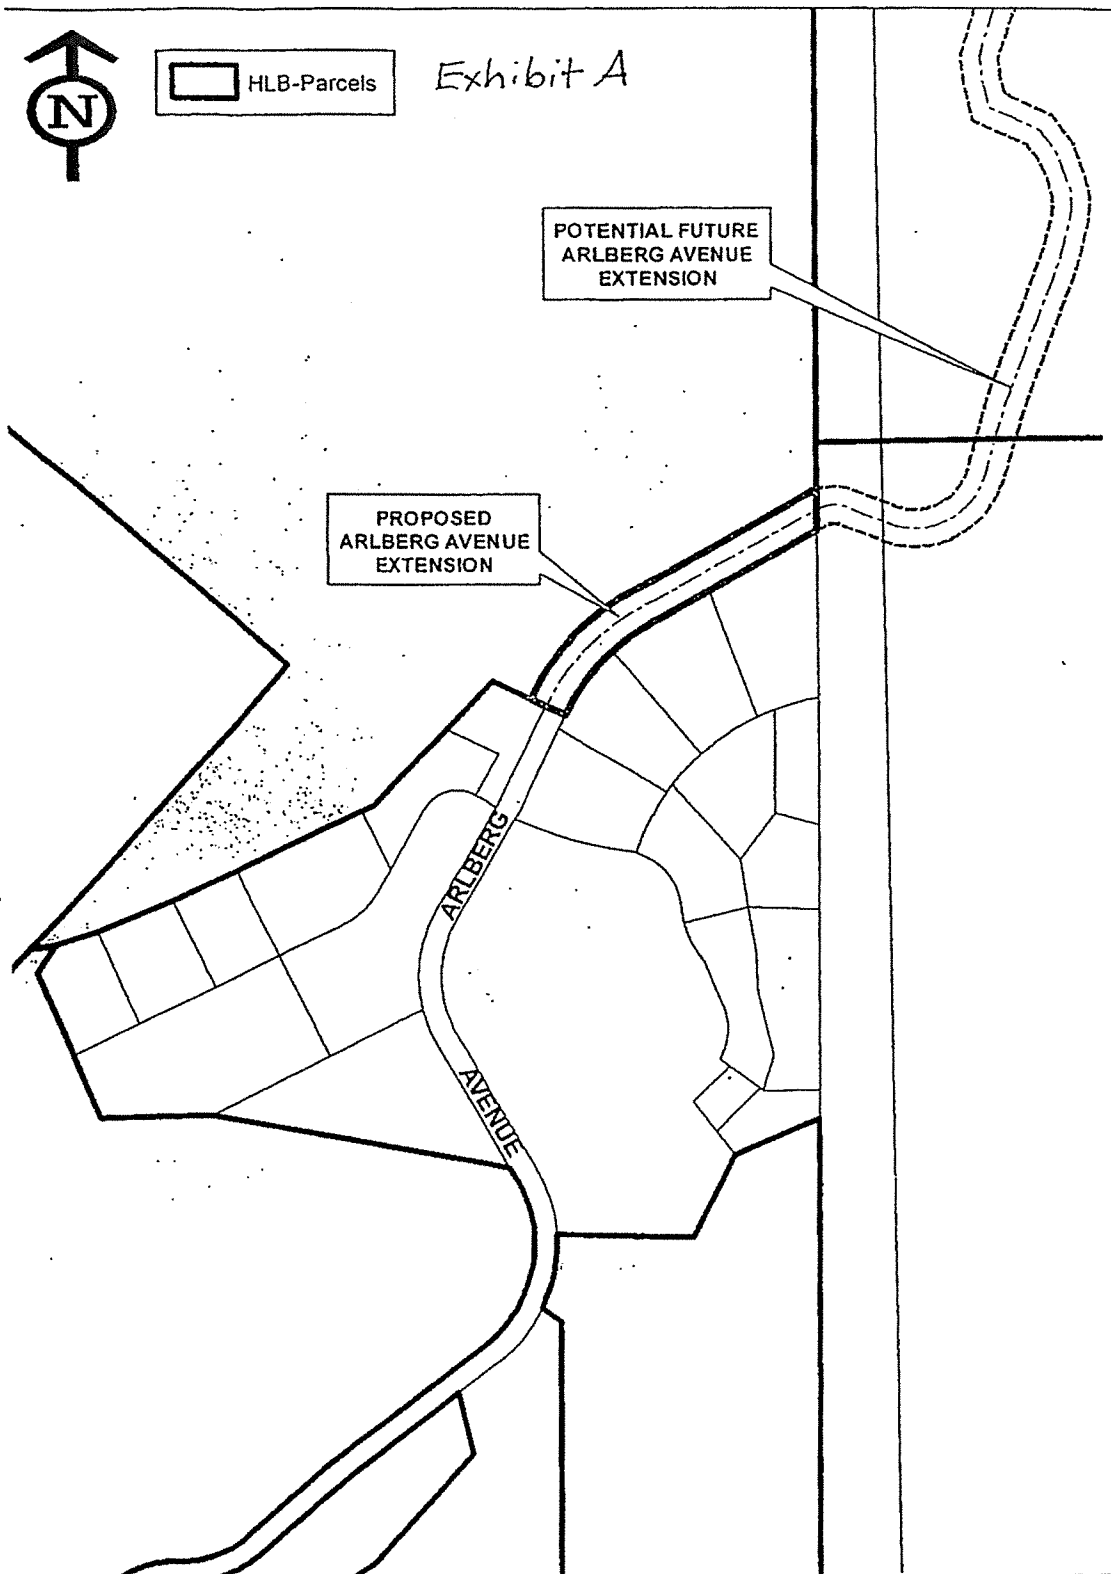 N
HLB-Parcels
Exhibit A
POTENTIAL FUTURE
ARLBERG AVENUE
EXTENSION
PROPOSED
ARLBERG AVENUE
EXTENSION
ARLBERG
AVENUE